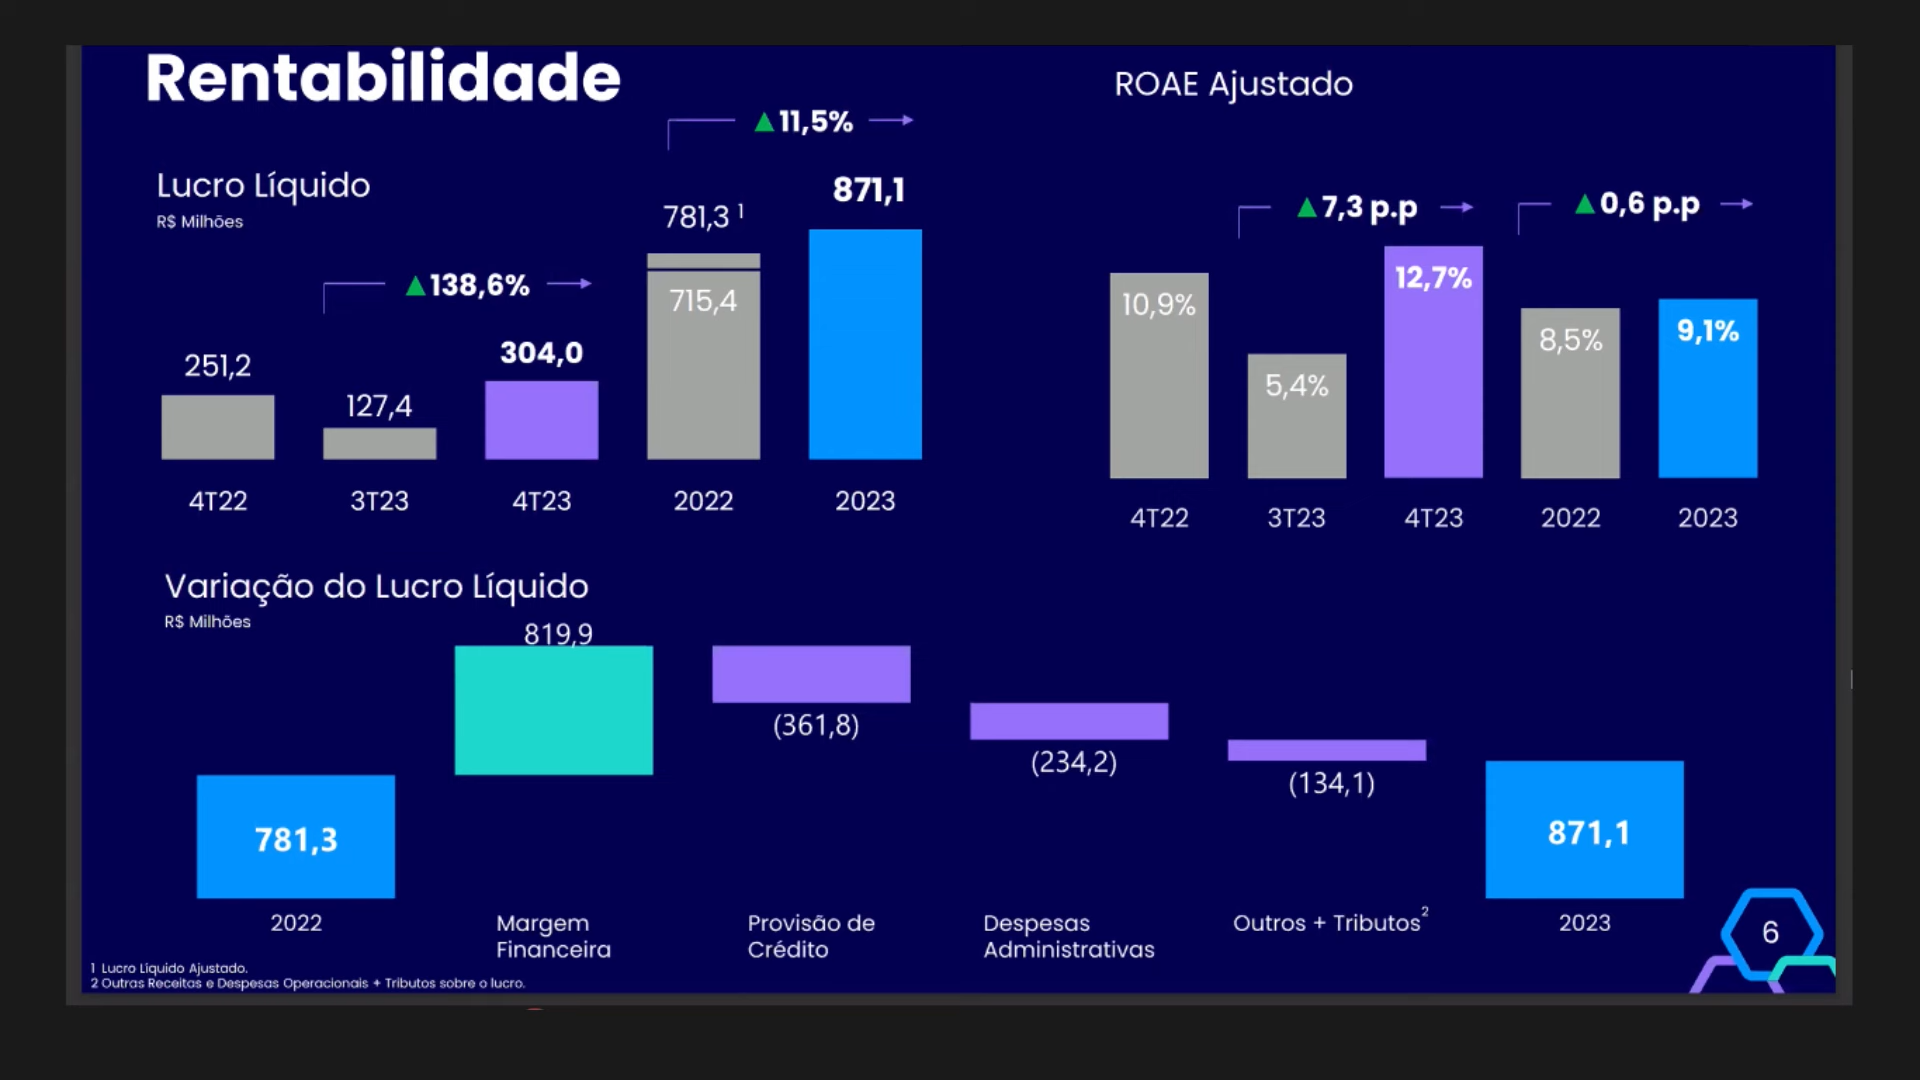 Rentabilidade
Lucro Líquido
R$ Milhões
▲138,6%
▲11,5%
251,2
127,4
304,0
781,3 ¹
715,4
871,1
4T22
3T23
4T23
2022
2023
ROAE Ajustado
▲7,3 p.p
▲0,6 p.p
10,9%
5,4%
12,7%
8,5%
9,1%
4T22
3T23
4T23
2022
2023
Variação do Lucro Líquido
R$ Milhões
781,3
819,9
(361,8)
(234,2)
(134,1)
871,1
2022
Margem
Financeira
Provisão de
Crédito
Despesas
Administrativas
Outros + Tributos²
2023
1 Lucro Líquido Ajustado.
2 Outras Receitas e Despesas Operacionais + Tributos sobre o lucro.
6